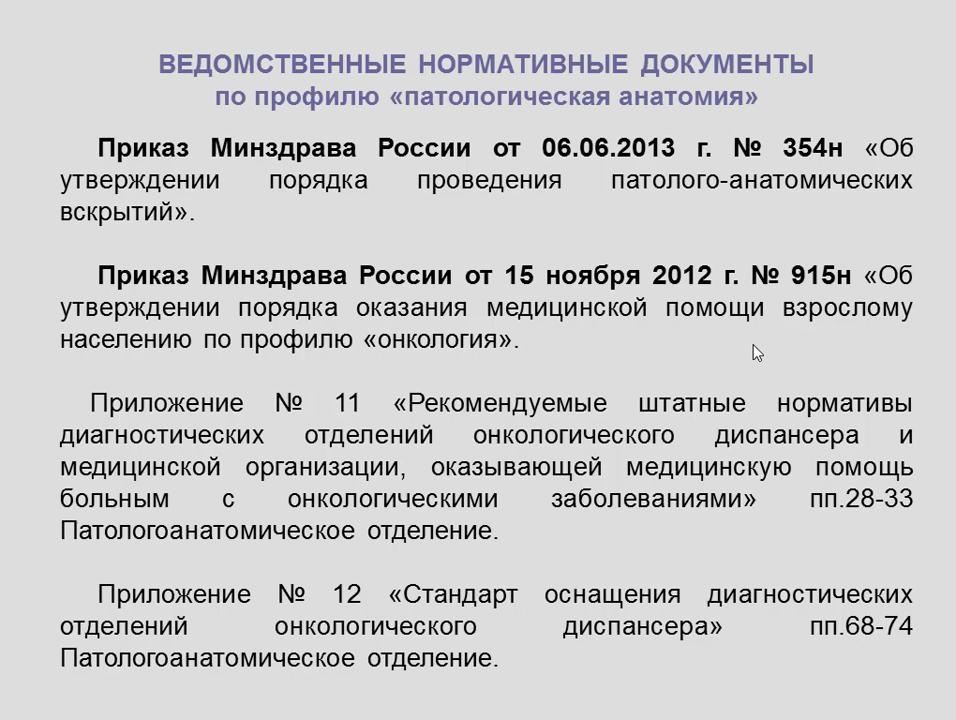 ВЕДОМСТВЕННЫЕ НОРМАТИВНЫЕ ДОКУМЕНТЫ
по профилю «патологическая анатомия»
Приказ Минздрава России от 06.06.2013 г. № 354н «Об
утверждении порядка проведения патолого-анатомических
вскрытий».
Приказ Минздрава России от 15 ноября 2012 г. № 915н «Об
утверждении порядка оказания медицинской помощи взрослому
населению по профилю «онкология».
Приложение № 11 «Рекомендуемые штатные нормативы
диагностических отделений онкологического диспансера и
медицинской организации, оказывающей медицинскую помощь
больным с онкологическими заболеваниями» пп.28-33
Патологоанатомическое отделение.
Приложение № 12 «Стандарт оснащения диагностических
отделений онкологического диспансера» пп.68-74
Патологоанатомическое отделение.